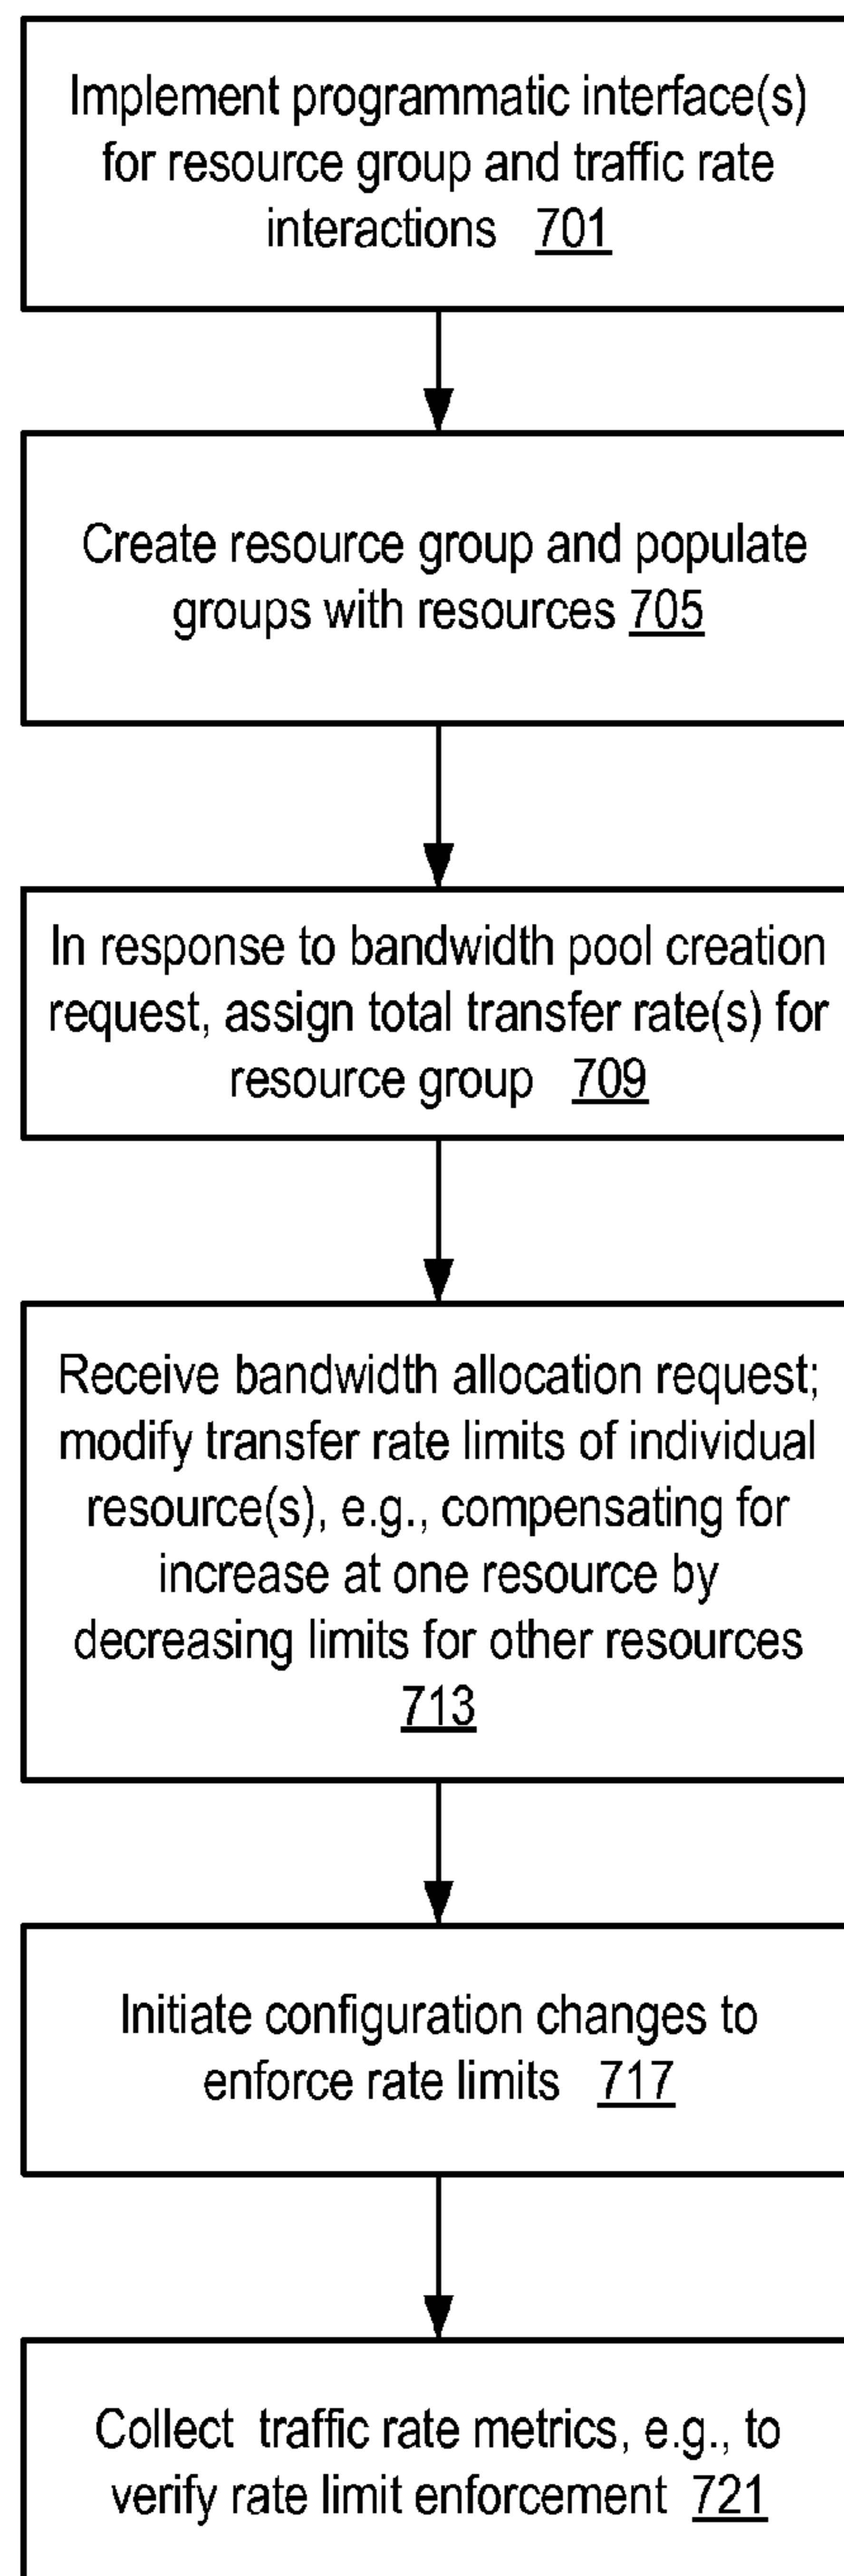 Implement programmatic interface(s)
for resource group and traffic rate
interactions 701
Create resource group and populate
groups with resources 705
In response to bandwidth pool creation
request, assign total transfer rate(s) for
resource group 709
Receive bandwidth allocation request;
modify transfer rate limits of individual
resource(s), e.g., compensating for
increase at one resource by
decreasing limits for other resources
713
Initiate configuration changes to
enforce rate limits 717
Collect traffic rate metrics, e.g., to
verify rate limit enforcement 721